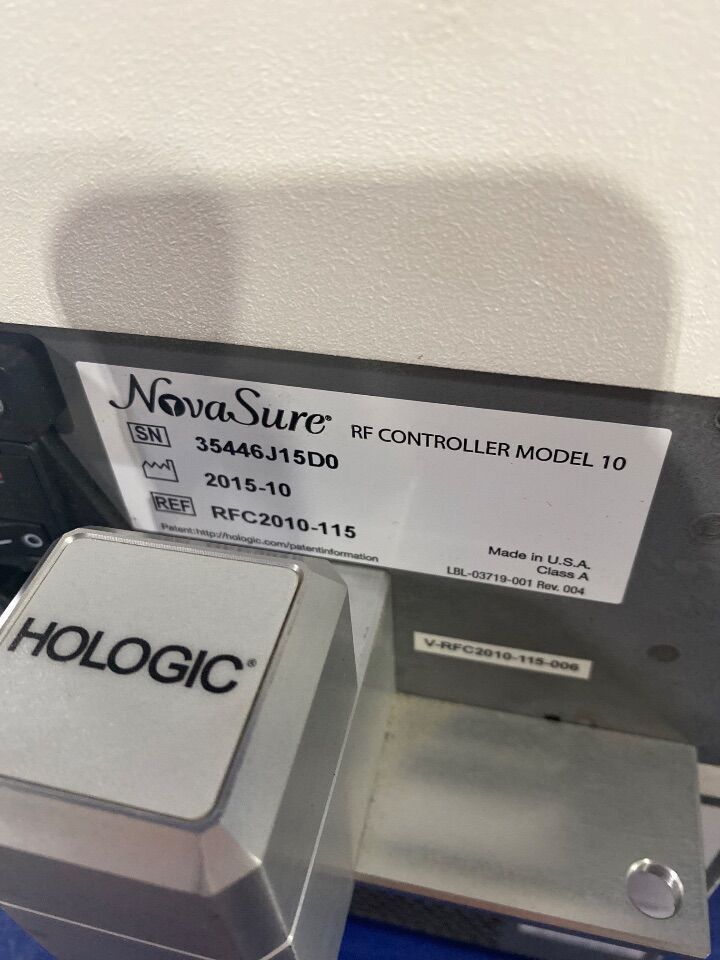 NovaSure® RF CONTROLLER MODEL 10
SN 35446J15D0
2015-10
REF RFC2010-115
Patent:http://hologic.com/patentinformation
Made in U.S.A.
Class A
LBL-03719-001 Rev. 004
V-RFC2010-115-006
HOLOGIC®